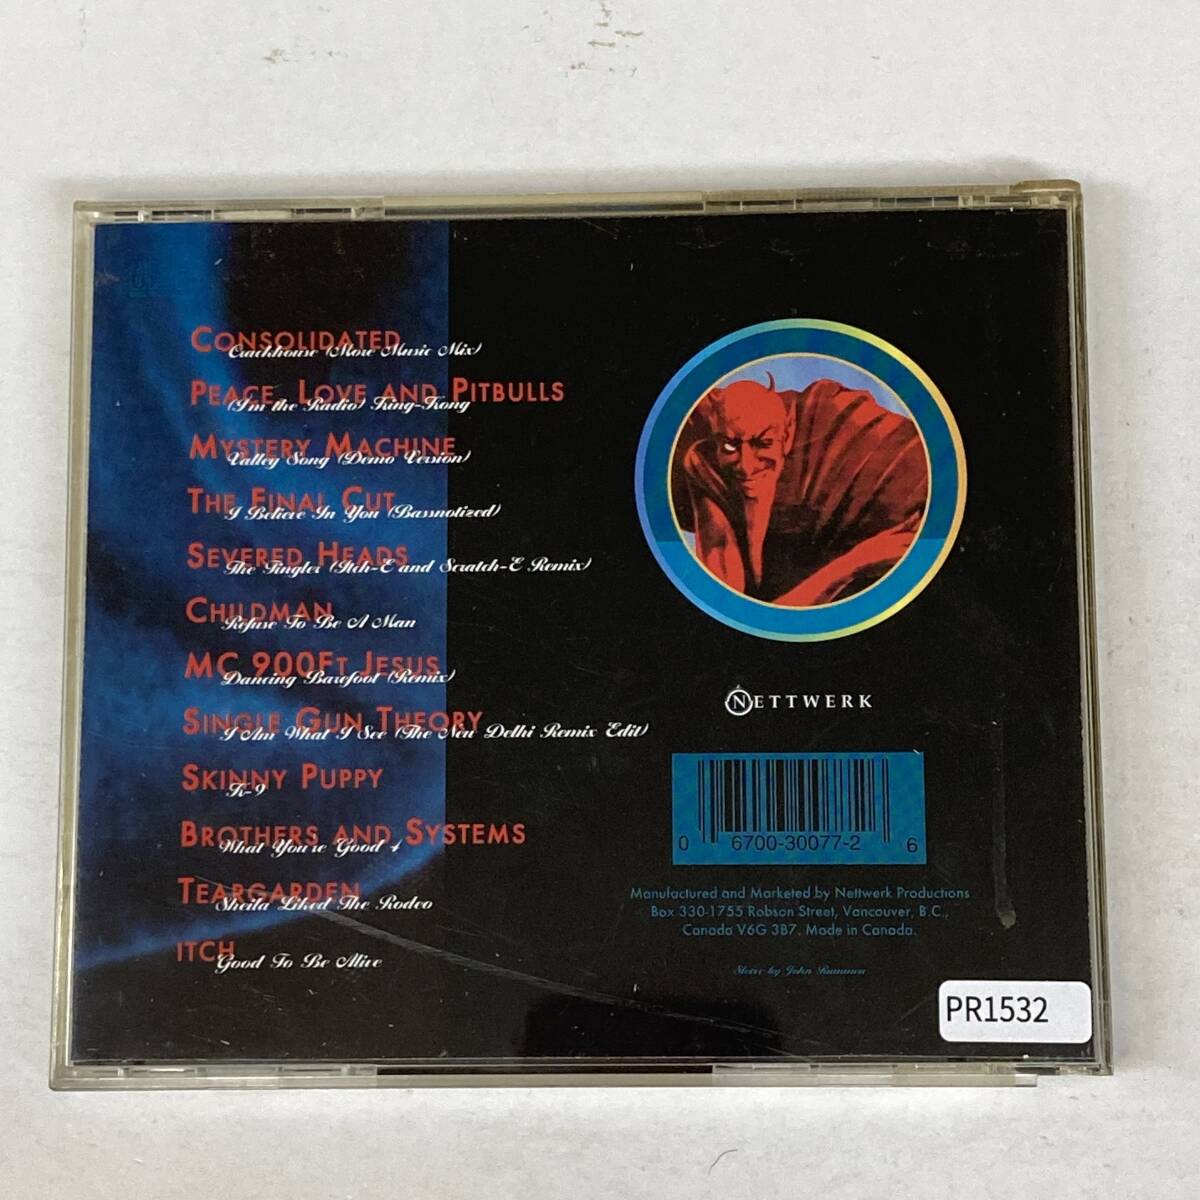 CONSOLIDATED
Crackhouse (More Music Mix)
PEACE, LOVE AND PITBULLS
(I'm the Radio) King-Kong
MYSTERY MACHINE
Valley Song (Demo Version)
THE FINAL CUT
I Believe In You (Bassnotized)
SEVERED HEADS
The Tingler (Itch-E and Scratch-E Remix)
CHILDMAN
Refuse To Be A Man
MC 900FT JESUS
Dancing Barefoot (Remix)
SINGLE GUN THEORY
I Am What I See (The New Delhi Remix Edit)
SKINNY PUPPY
K-9
BROTHERS AND SYSTEMS
What You're Good 4
TEARGARDEN
Sheila Liked The Rodeo
ITCH
Good To Be Alive
NETTWERK
0 6700-30077-2 6
Manufactured and Marketed by Nettwerk Productions
Box 330-1755 Robson Street, Vancouver, B.C.,
Canada V6G 3B7. Made in Canada.
by John
PR1532